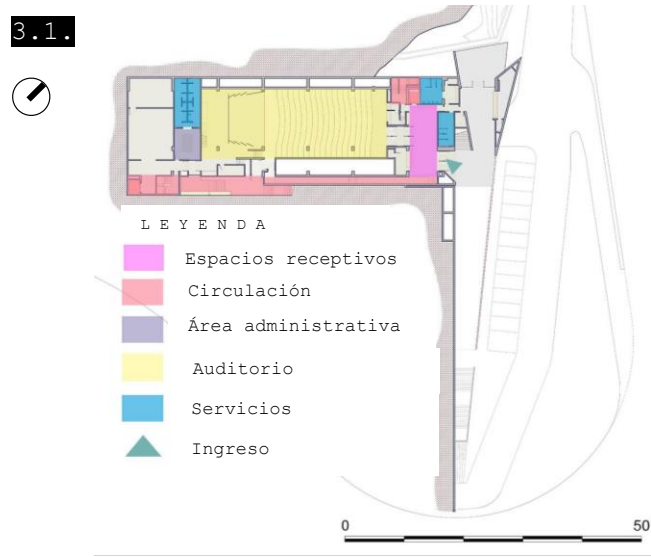 3.1.
L E Y E N D A
Espacios receptivos
Circulación
Área administrativa
Auditorio
Servicios
Ingreso
0 50